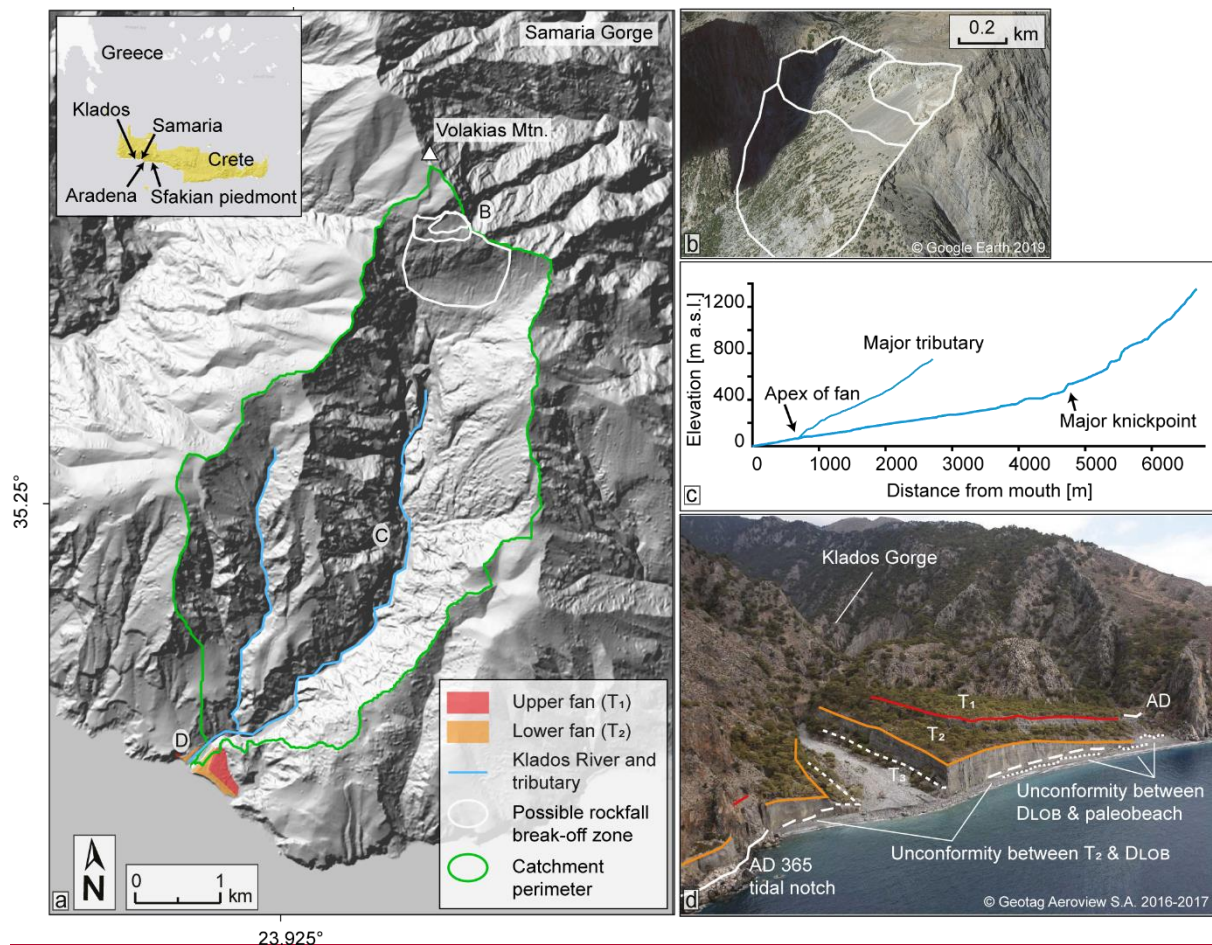 Greece
Klados
Samaria
Crete
Aradena
Sfakian piedmont
Samaria Gorge
Volakias Mtn.
B
C
D
35.25°
23.925°
Upper fan (T₁)
Lower fan (T₂)
Klados River and
tributary
Possible rockfall
break-off zone
Catchment
perimeter
N
0 1
km
a
0.2
km
b
© Google Earth 2019
Elevation [m a.s.l.]
1200
800
400
0
Major tributary
Apex of fan
Major knickpoint
0 1000 2000 3000 4000 5000 6000
Distance from mouth [m]
c
Klados Gorge
T₁
AD
T₂
T₃
Unconformity between
DLOB & paleobeach
Unconformity between T₂ & DLOB
AD 365
tidal notch
d
© Geotag Aeroview S.A. 2016-2017